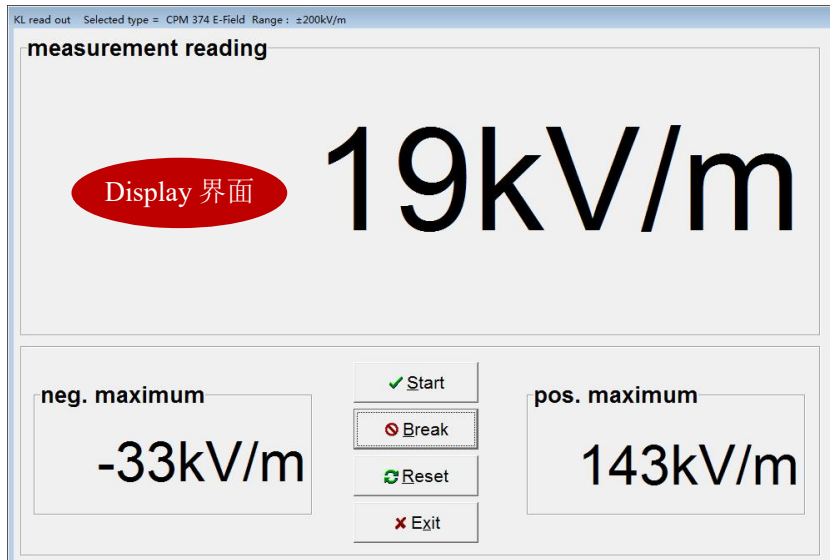 KL read out Selected type = CPM 374 E-Field Range : ±200kV/m
measurement reading
Display 界面
19kV/m
neg. maximum
-33kV/m
Start
Break
Reset
Exit
pos. maximum
143kV/m